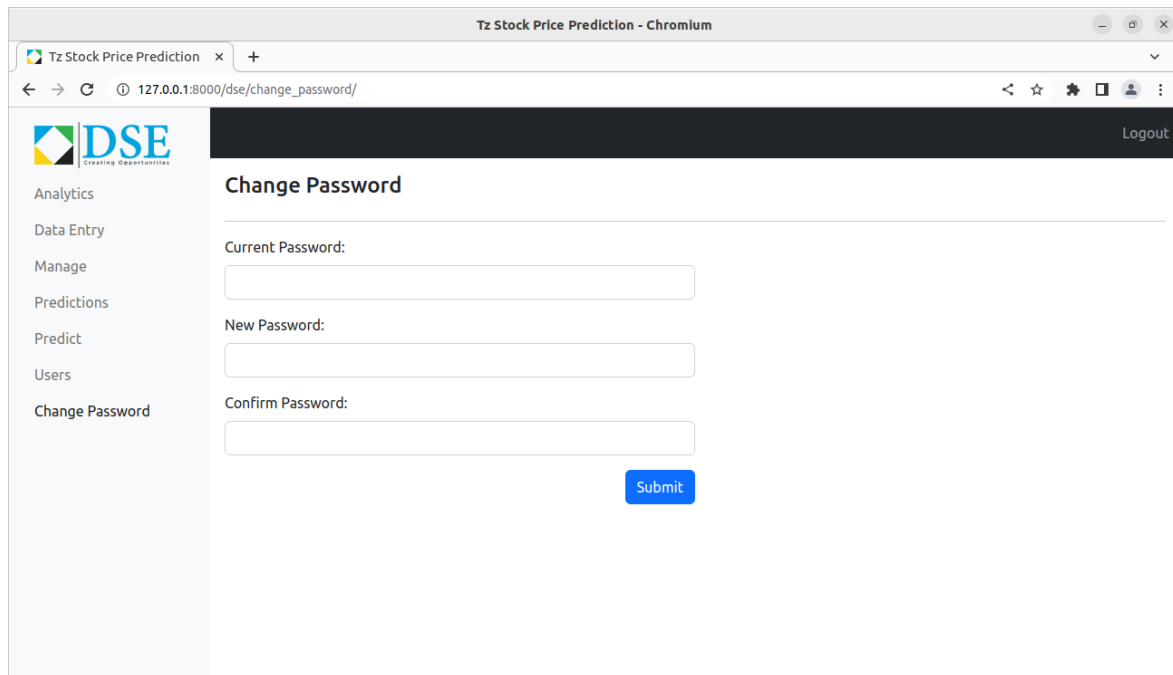 Tz Stock Price Prediction - Chromium
Tz Stock Price Prediction
127.0.0.1:8000/dse/change_password/
DSE
Creating Opportunities
Logout
Analytics
Data Entry
Manage
Predictions
Predict
Users
Change Password
Change Password
Current Password:
New Password:
Confirm Password:
Submit